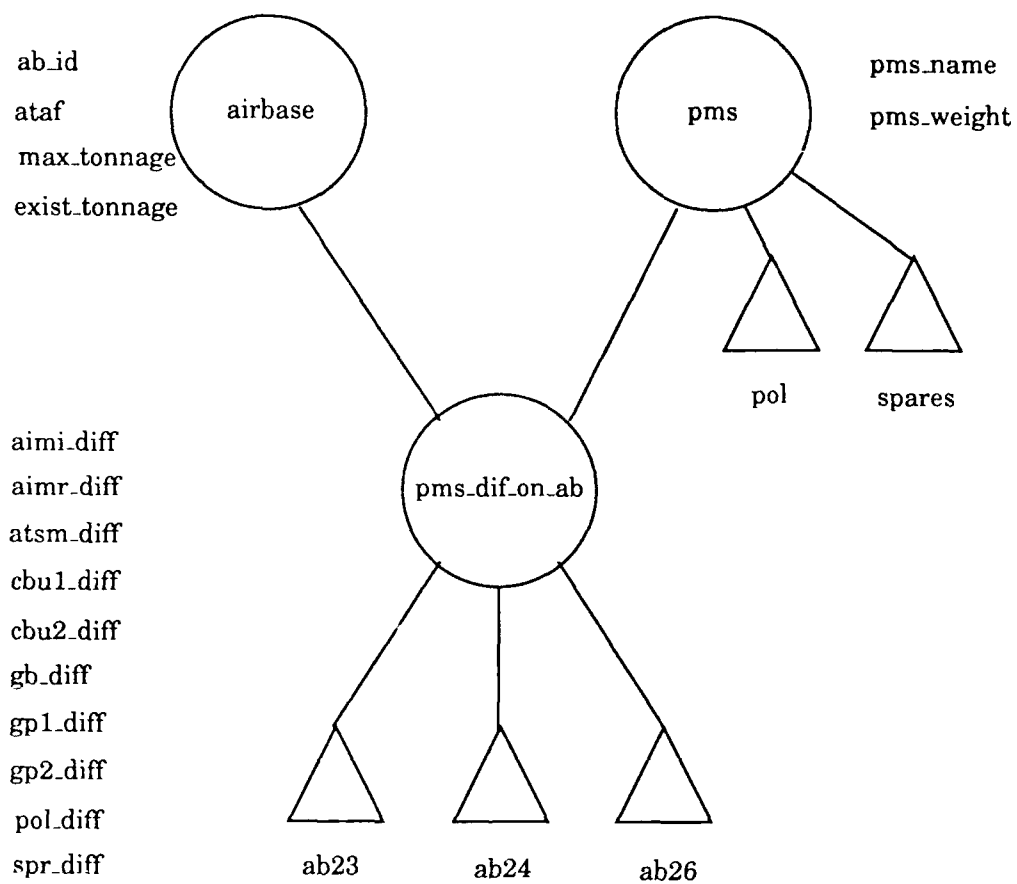 ab_id
ataf
max_tonnage
exist_tonnage
airbase
pms
pms_name
pms_weight
pol
spares
aimi_diff
aimr_diff
atsm_diff
cbu1_diff
cbu2_diff
gb_diff
gp1_diff
gp2_diff
pol_diff
spr_diff
pms_dif_on_ab
ab23
ab24
ab26